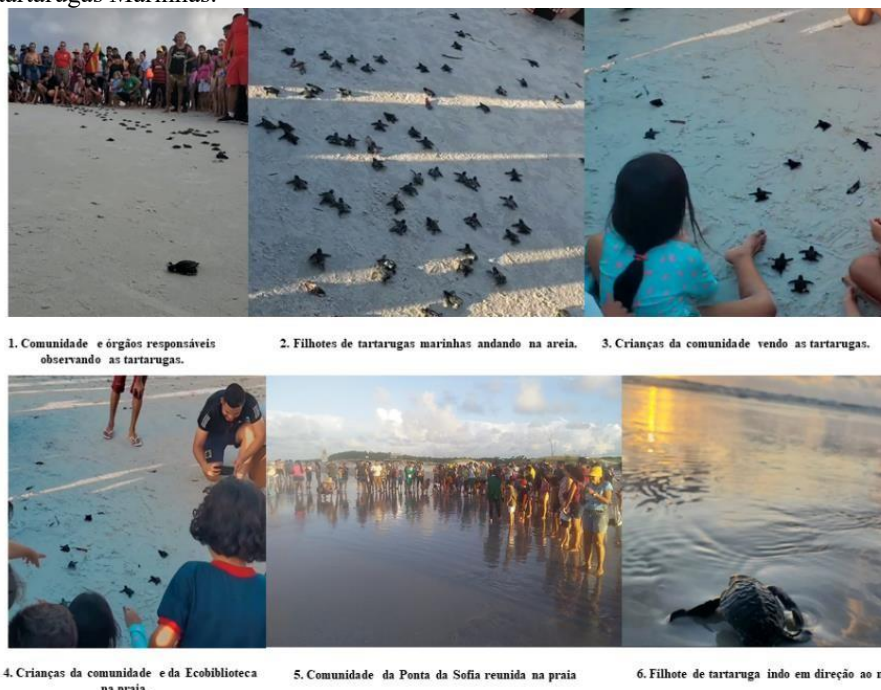 tartarugas Marinhas.
1. Comunidade e órgãos responsáveis
observando as tartarugas.
2. Filhotes de tartarugas marinhas andando na areia.
3. Crianças da comunidade vendo as tartarugas.
4. Crianças da comunidade e da Ecobiblioteca
na praia
5. Comunidade da Ponta da Sofia reunida na praia
6. Filhote de tartaruga indo em direção ao